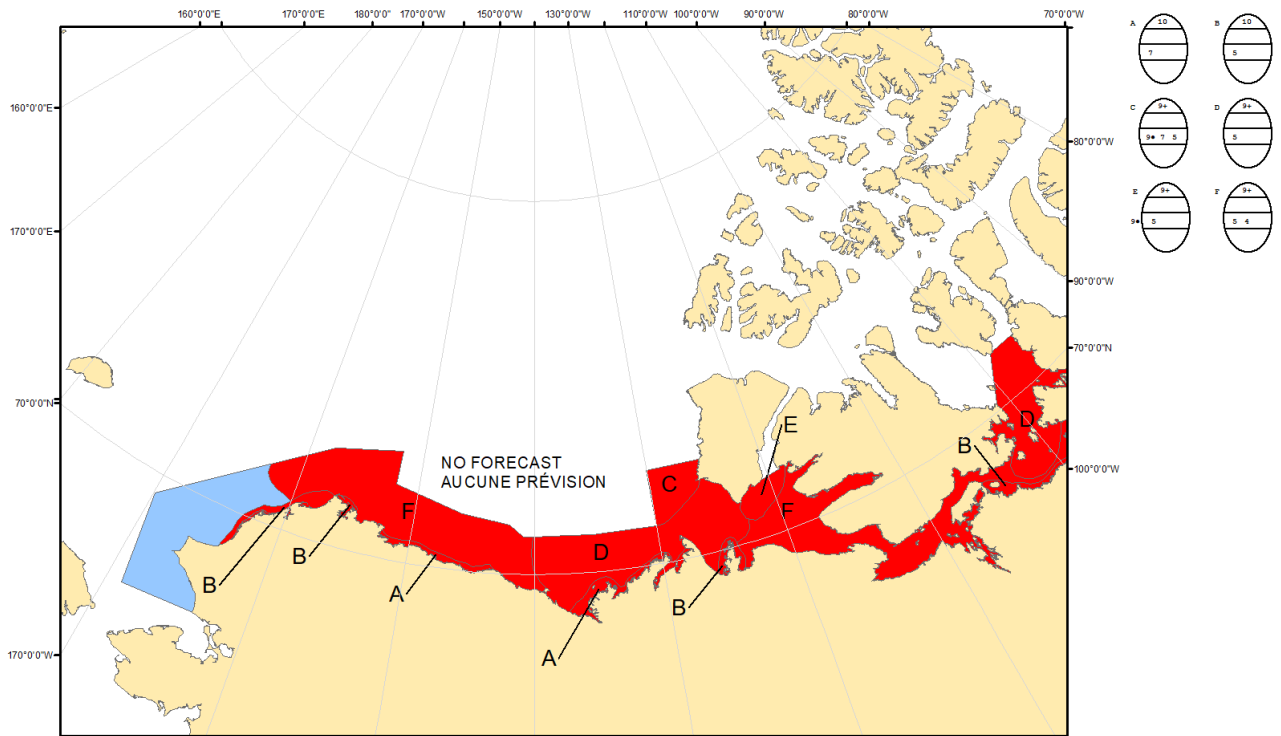 160°0'0"E 170°0'0"E 180°0'0" 170°0'0"W 150°0'0"W 130°0'0"W 110°0'0"W 100°0'0"W 90°0'0"W 80°0'0"W 70°0'0"W
A 10
7
B 10
5
160°0'0"E
C 9+
9• 7 5
D 9+
5
80°0'0"W
E 9+
9• 5
F 9+
5 4
170°0'0"E
90°0'0"W
70°0'0"N
70°0'0"N
D
E
B
NO FORECAST
AUCUNE PRÉVISION
100°0'0"W
C
F
F
D
B
B
A
B
A
170°0'0"W